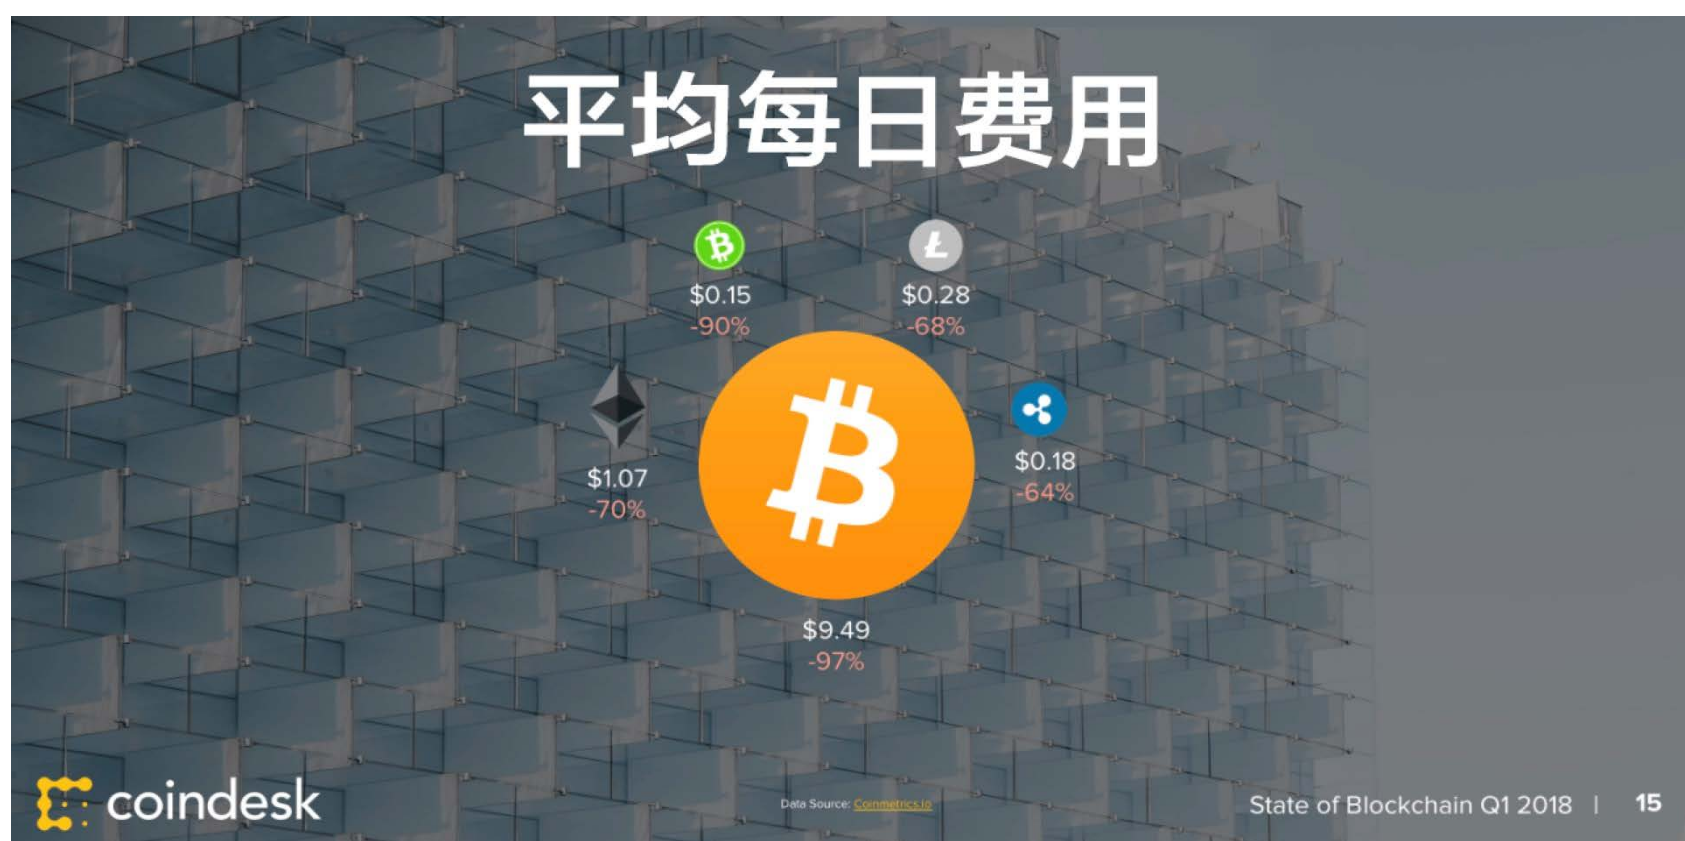 平均每日费用
$0.15
-90%
$0.28
-68%
$1.07
-70%
$0.18
-64%
$9.49
-97%
coindesk
Data Source: Coinmetrics.io
State of Blockchain Q1 2018 | 15